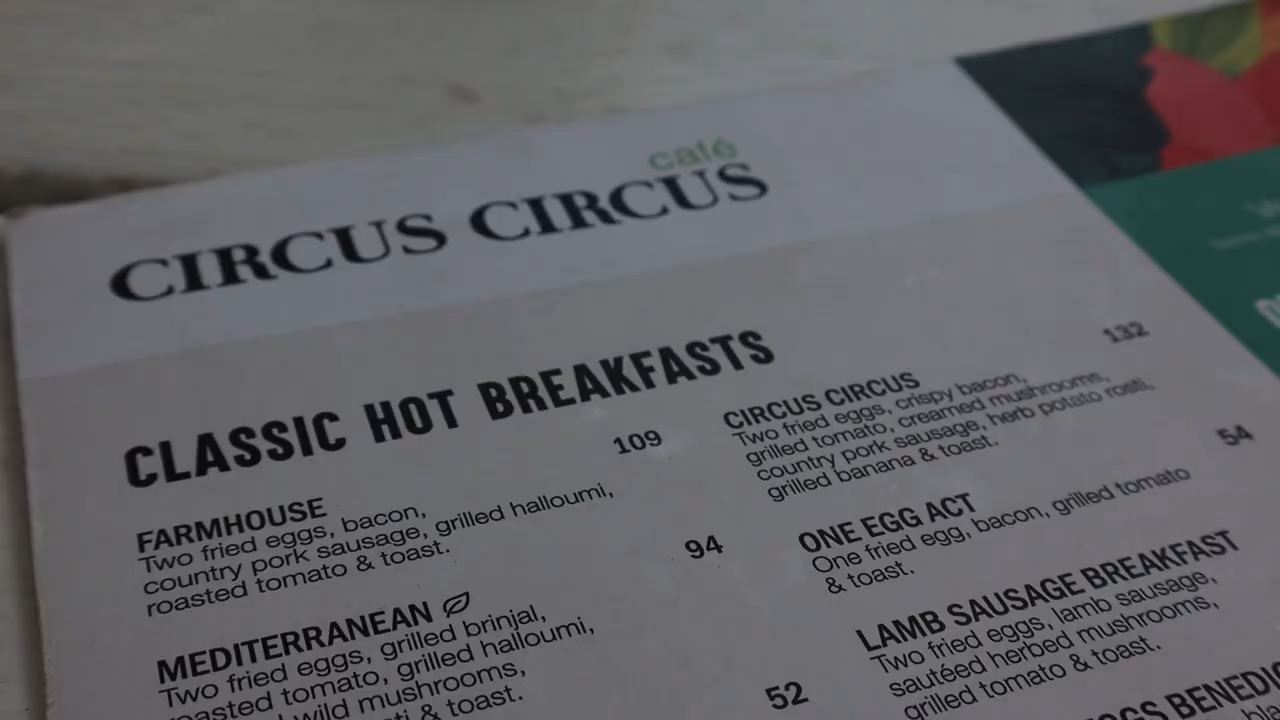 café
CIRCUS CIRCUS
CLASSIC HOT BREAKFASTS
109
FARMHOUSE
Two fried eggs, bacon,
country pork sausage, grilled halloumi,
roasted tomato & toast.
94
MEDITERRANEAN
Two fried eggs, grilled brinjal,
tomato, grilled halloumi,
wild mushrooms,
& toast.
52
132
CIRCUS CIRCUS
Two fried eggs, crispy bacon,
grilled tomato, creamed mushrooms,
country pork sausage, herb potato rosti,
grilled banana & toast.
54
ONE EGG ACT
One fried egg, bacon, grilled tomato
& toast.
LAMB SAUSAGE BREAKFAST
Two fried eggs, lamb sausage,
sautéed herbed mushrooms,
grilled tomato & toast.